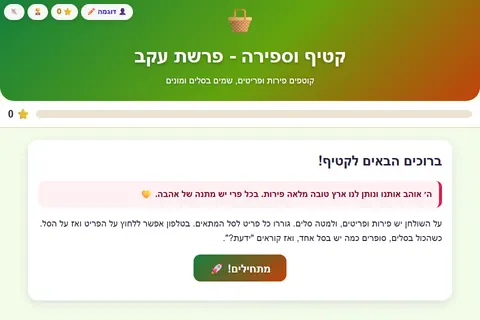 דוגמה
0
0
קטיף וספירה - פרשת עקב
קוטפים פירות ופריטים, שמים בסלים ומונים
0
ברוכים הבאים לקטיף!
ה׳ אוהב אותנו ונותן לנו ארץ טובה מלאה פירות. בכל פרי יש מתנה של אהבה.
על השולחן יש פירות ופריטים, ולמטה סלים. גוררו כל פריט לסל המתאים. בטלפון אפשר ללחוץ על הפריט ואז על הסל.
כשהכול בסלים, סופרים כמה יש בסל אחד, ואז קוראים "ידעת?".
מתחילים!